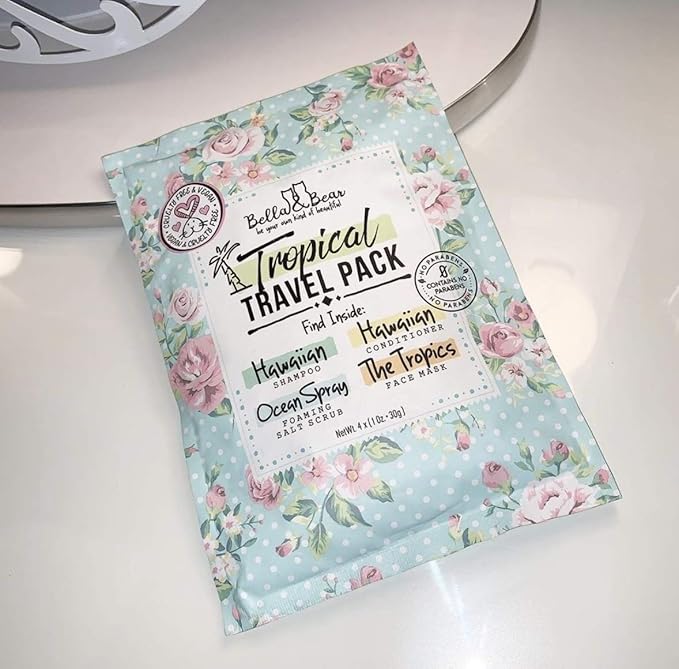 Bella & Bear
be your own kind of beautiful
CRUELTY FREE & VEGAN
VEGAN & CRUELTY FREE
Tropical
TRAVEL PACK
NO PARABENS
CONTAINS NO
PARABENS
NO PARABENS
Find Inside:
Hawaiian
SHAMPOO
Hawaiian
CONDITIONER
Ocean Spray
FOAMING
SALT SCRUB
The Tropics
FACE MASK
Net Wt. 4 x (1 Oz • 30g)